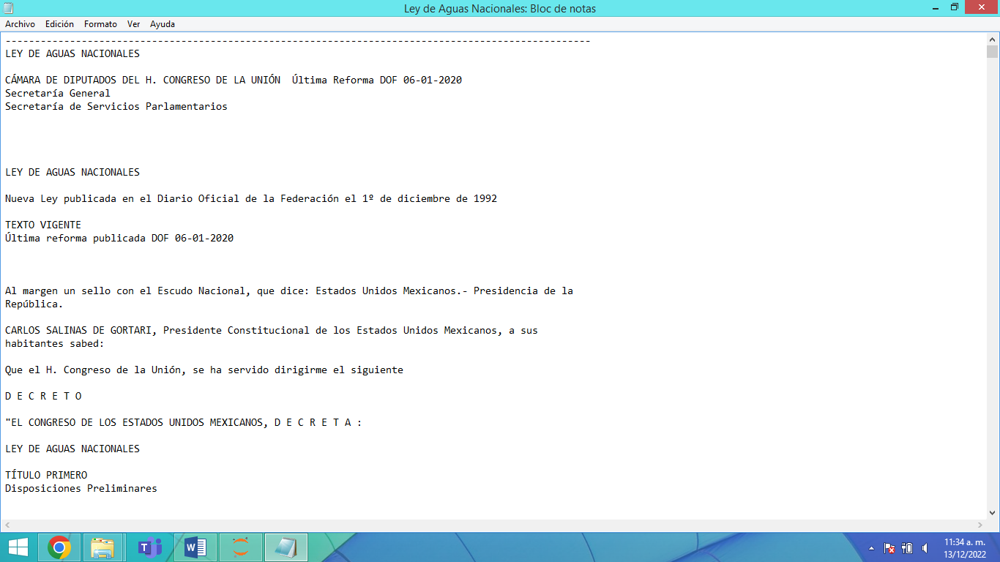 Ley de Aguas Nacionales: Bloc de notas
Archivo Edición Formato Ver Ayuda
----------------------------------------------------------------------------------------------------
LEY DE AGUAS NACIONALES
CÁMARA DE DIPUTADOS DEL H. CONGRESO DE LA UNIÓN  Última Reforma DOF 06-01-2020
Secretaría General
Secretaría de Servicios Parlamentarios
LEY DE AGUAS NACIONALES
Nueva Ley publicada en el Diario Oficial de la Federación el 1º de diciembre de 1992
TEXTO VIGENTE
Última reforma publicada DOF 06-01-2020
Al margen un sello con el Escudo Nacional, que dice: Estados Unidos Mexicanos.- Presidencia de la
República.
CARLOS SALINAS DE GORTARI, Presidente Constitucional de los Estados Unidos Mexicanos, a sus
habitantes sabed:
Que el H. Congreso de la Unión, se ha servido dirigirme el siguiente
D E C R E T O
"EL CONGRESO DE LOS ESTADOS UNIDOS MEXICANOS, D E C R E T A :
LEY DE AGUAS NACIONALES
TÍTULO PRIMERO
Disposiciones Preliminares
11:34 a. m.
13/12/2022